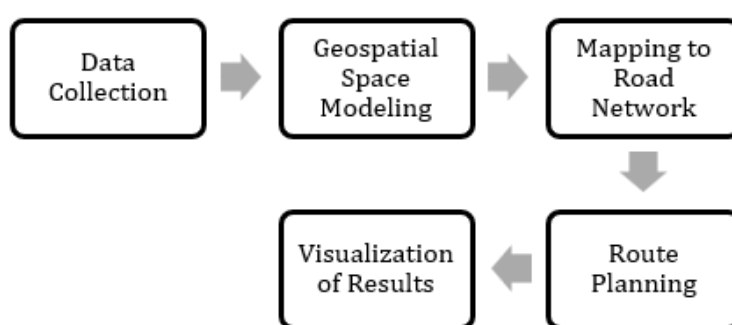 Data
Collection
Geospatial
Space
Modeling
Mapping to
Road
Network
Route
Planning
Visualization
of Results